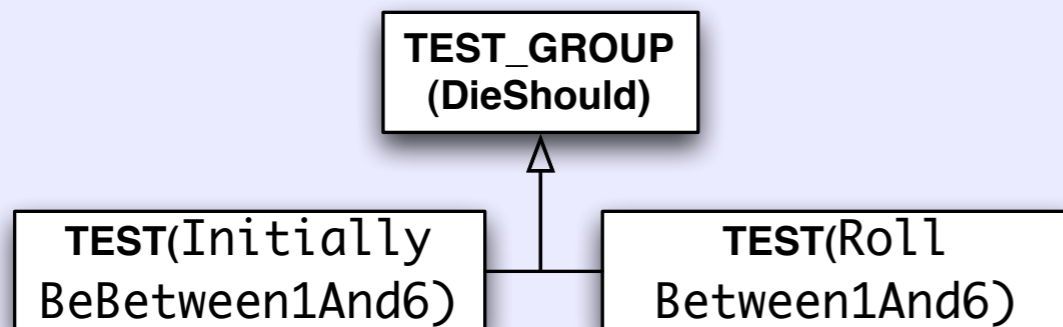 TEST_GROUP
(DieShould)
TEST(Initially
BeBetween1And6)
TEST(Roll
Between1And6)